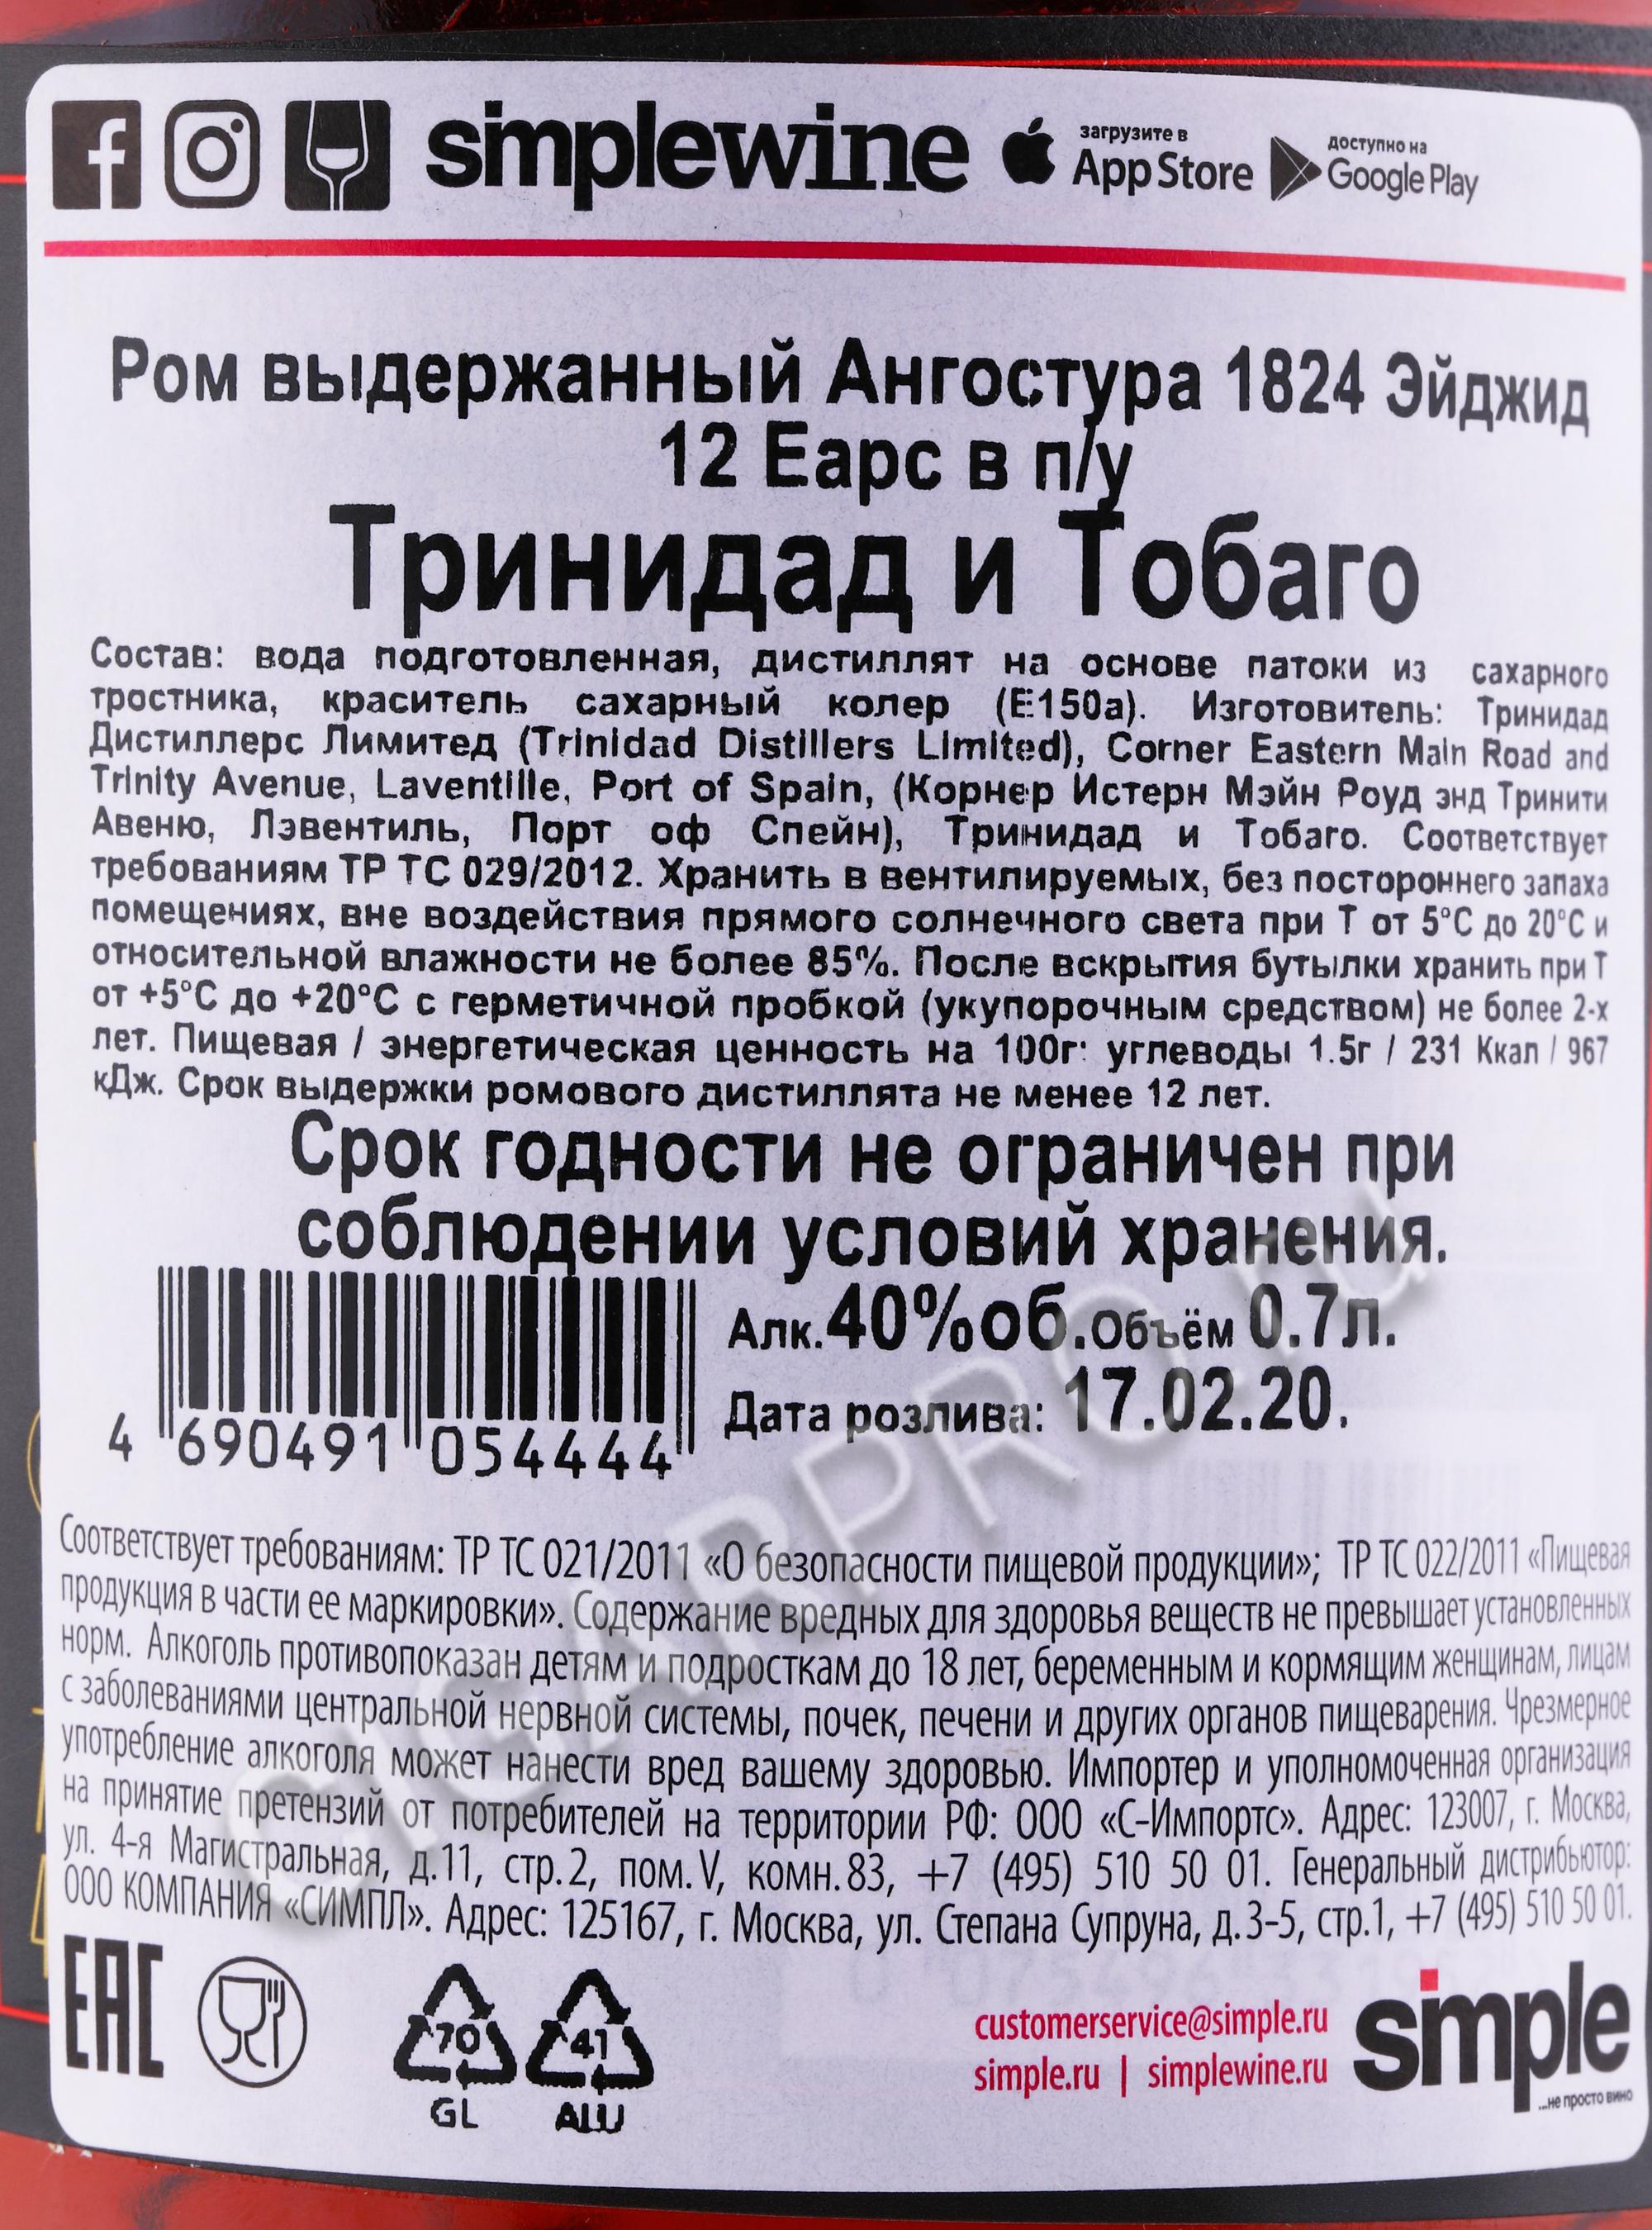 simplewine загрузите в App Store доступно на Google Play
Ром выдержанный Ангостура 1824 Эйджид
12 Еарс в п/у
Тринидад и Тобаго
Состав: вода подготовленная, дистиллят на основе патоки из сахарного
тростника, краситель сахарный колер (Е150а). Изготовитель: Тринидад
Дистиллерс Лимитед (Trinidad Distillers Limited), Corner Eastern Main Road and
Trinity Avenue, Laventille, Port of Spain, (Корнер Истерн Мэйн Роуд энд Тринити
Авеню, Лэвентиль, Порт оф Спейн), Тринидад и Тобаго. Соответствует
требованиям ТР ТС 029/2012. Хранить в вентилируемых, без постороннего запаха
помещениях, вне воздействия прямого солнечного света при Т от 5°С до 20°С и
относительной влажности не более 85%. После вскрытия бутылки хранить при Т
от +5°С до +20°С с герметичной пробкой (укупорочным средством) не более 2-х
лет. Пищевая / энергетическая ценность на 100г: углеводы 1.5г / 231 Ккал / 967
кДж. Срок выдержки ромового дистиллята не менее 12 лет.
Срок годности не ограничен при
соблюдении условий хранения.
Алк.40%об.Объём 0.7л.
Дата розлива: 17.02.20.
4 690491 054444
Соответствует требованиям: ТР ТС 021/2011 «О безопасности пищевой продукции»; ТР ТС 022/2011 «Пищевая
продукция в части ее маркировки». Содержание вредных для здоровья веществ не превышает установленных
норм. Алкоголь противопоказан детям и подросткам до 18 лет, беременным и кормящим женщинам, лицам
с заболеваниями центральной нервной системы, почек, печени и других органов пищеварения. Чрезмерное
употребление алкоголя может нанести вред вашему здоровью. Импортер и уполномоченная организация
на принятие претензий от потребителей на территории РФ: ООО «С-Импортс». Адрес: 123007, г. Москва,
ул. 4-я Магистральная, д.11, стр.2, пом.V, комн.83, +7 (495) 510 50 01. Генеральный дистрибьютор:
ООО КОМПАНИЯ «СИМПЛ». Адрес: 125167, г. Москва, ул. Степана Супруна, д.3-5, стр.1, +7 (495) 510 50 01.
EAC
70 41
GL ALU
customerservice@simple.ru
simple.ru | simplewine.ru
simple
...не просто вино
CIGARPRO.ru